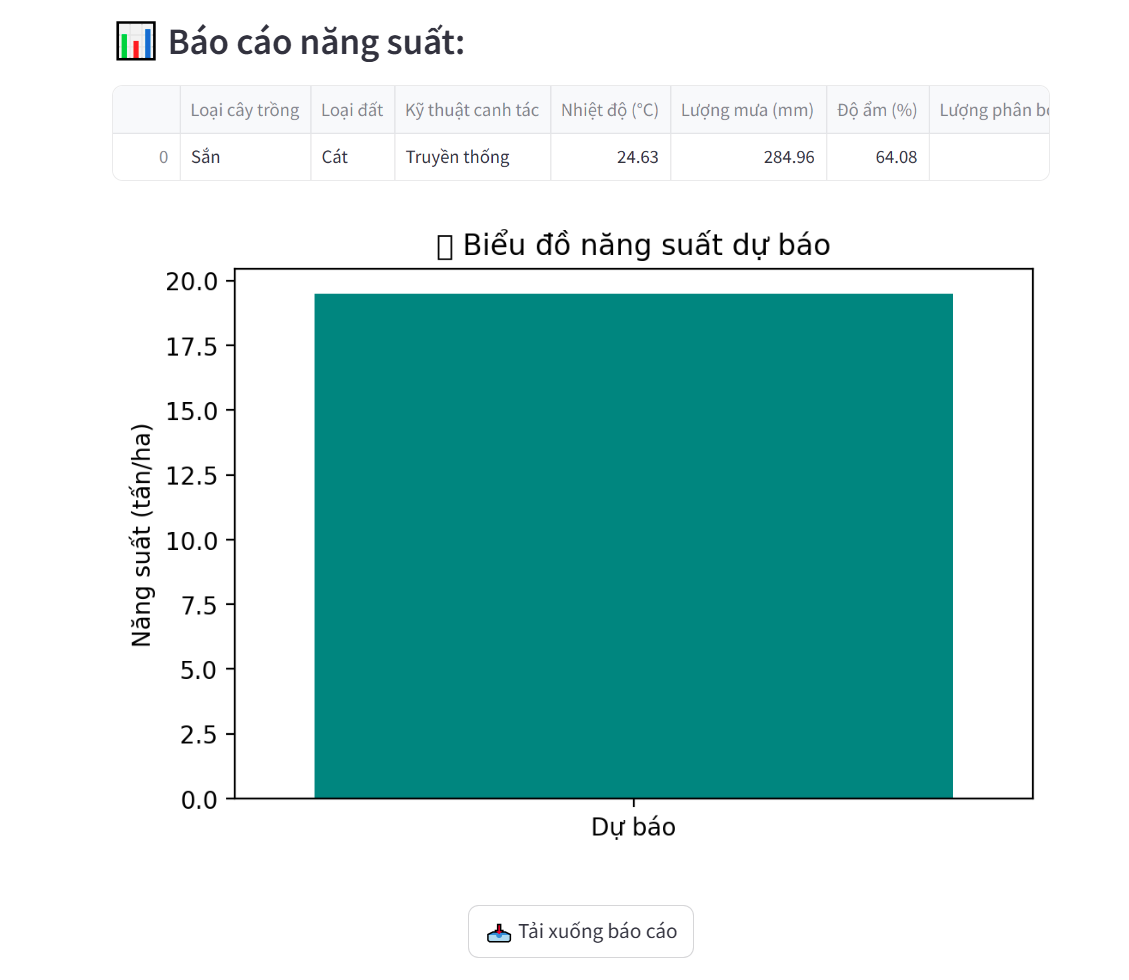 Báo cáo năng suất:
Loại cây trồng Loại đất Kỹ thuật canh tác Nhiệt độ (°C) Lượng mưa (mm) Độ ẩm (%) Lượng phân
0 Sắn Cát Truyền thống 24.63 284.96 64.08
Biểu đồ năng suất dự báo
Năng suất (tấn/ha)
20.0
17.5
15.0
12.5
10.0
7.5
5.0
2.5
0.0
Dự báo
Tải xuống báo cáo